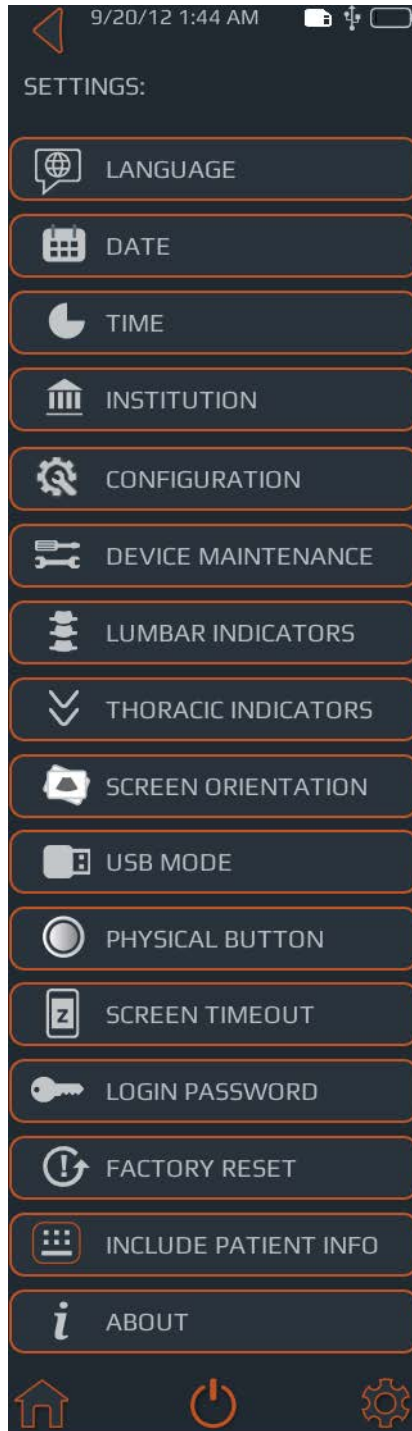 9/20/12 1:44 AM
SETTINGS:
LANGUAGE
DATE
TIME
INSTITUTION
CONFIGURATION
DEVICE MAINTENANCE
LUMBAR INDICATORS
THORACIC INDICATORS
SCREEN ORIENTATION
USB MODE
PHYSICAL BUTTON
SCREEN TIMEOUT
LOGIN PASSWORD
FACTORY RESET
INCLUDE PATIENT INFO
ABOUT